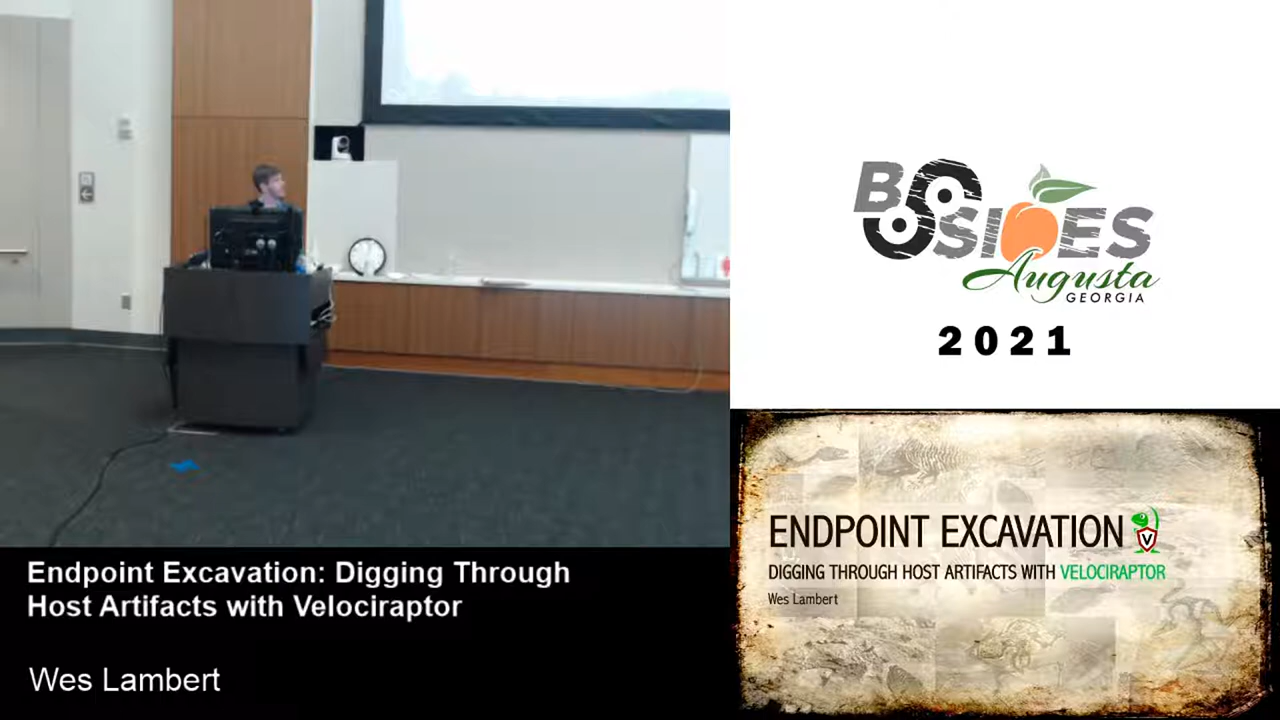 BSIDES
Augusta
GEORGIA
2021
ENDPOINT EXCAVATION
V
DIGGING THROUGH HOST ARTIFACTS WITH VELOCIRAPTOR
Wes Lambert
Endpoint Excavation: Digging Through
Host Artifacts with Velociraptor
Wes Lambert